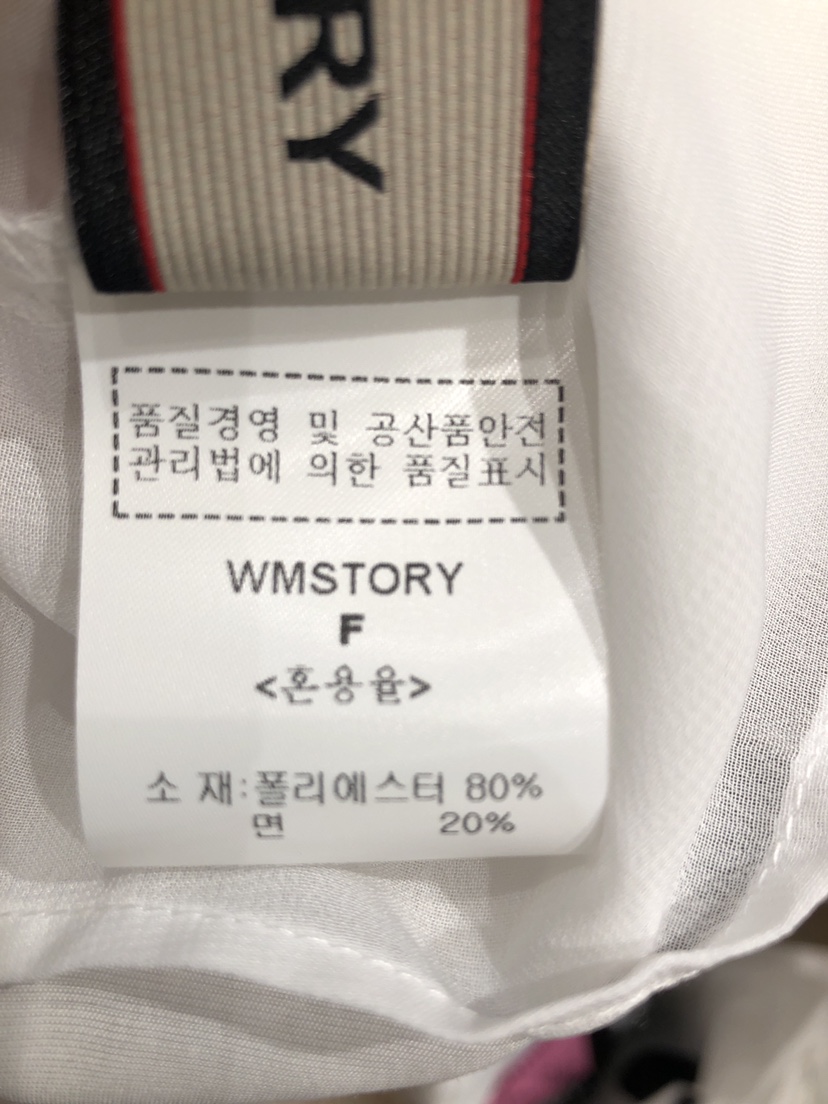 RY
품질경영 및 공산품안전
관리법에 의한 품질표시
WMSTORY
F
<혼용율>
소 재:폴리에스터 80%
면 20%